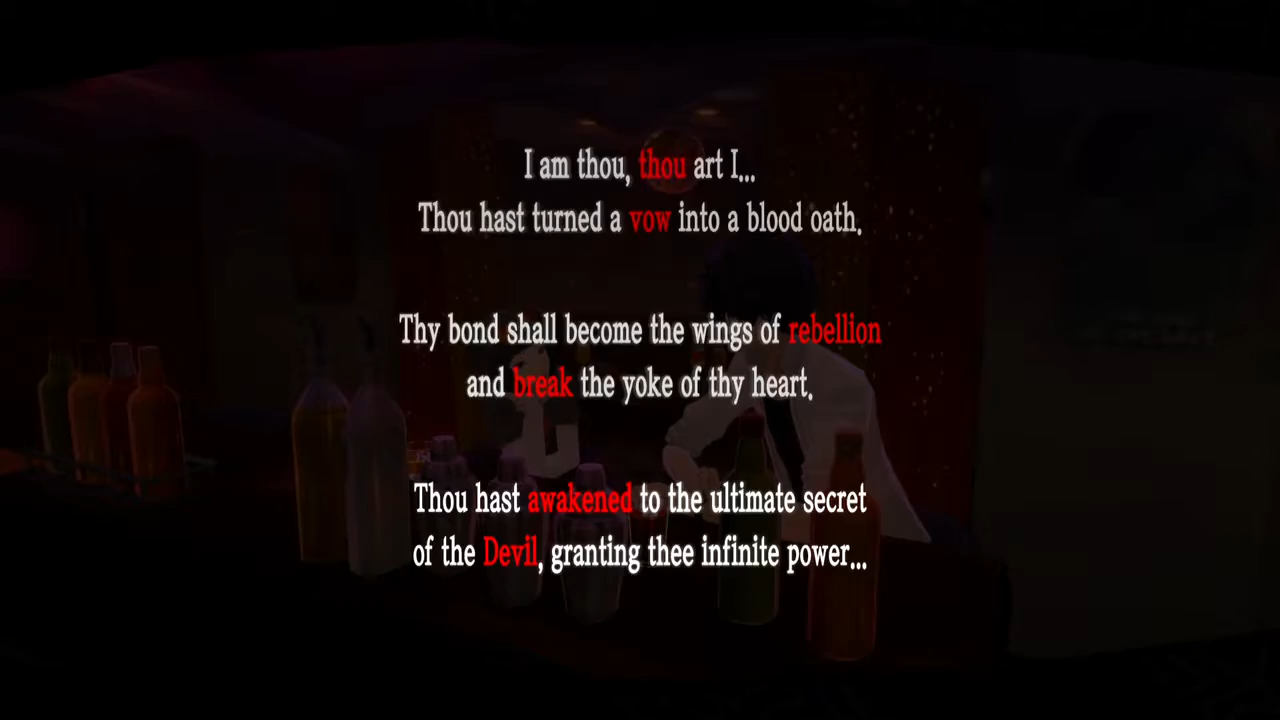 I am thou, thou art I...
Thou hast turned a vow into a blood oath.
Thy bond shall become the wings of rebellion
and break the yoke of thy heart.
Thou hast awakened to the ultimate secret
of the Devil, granting thee infinite power...